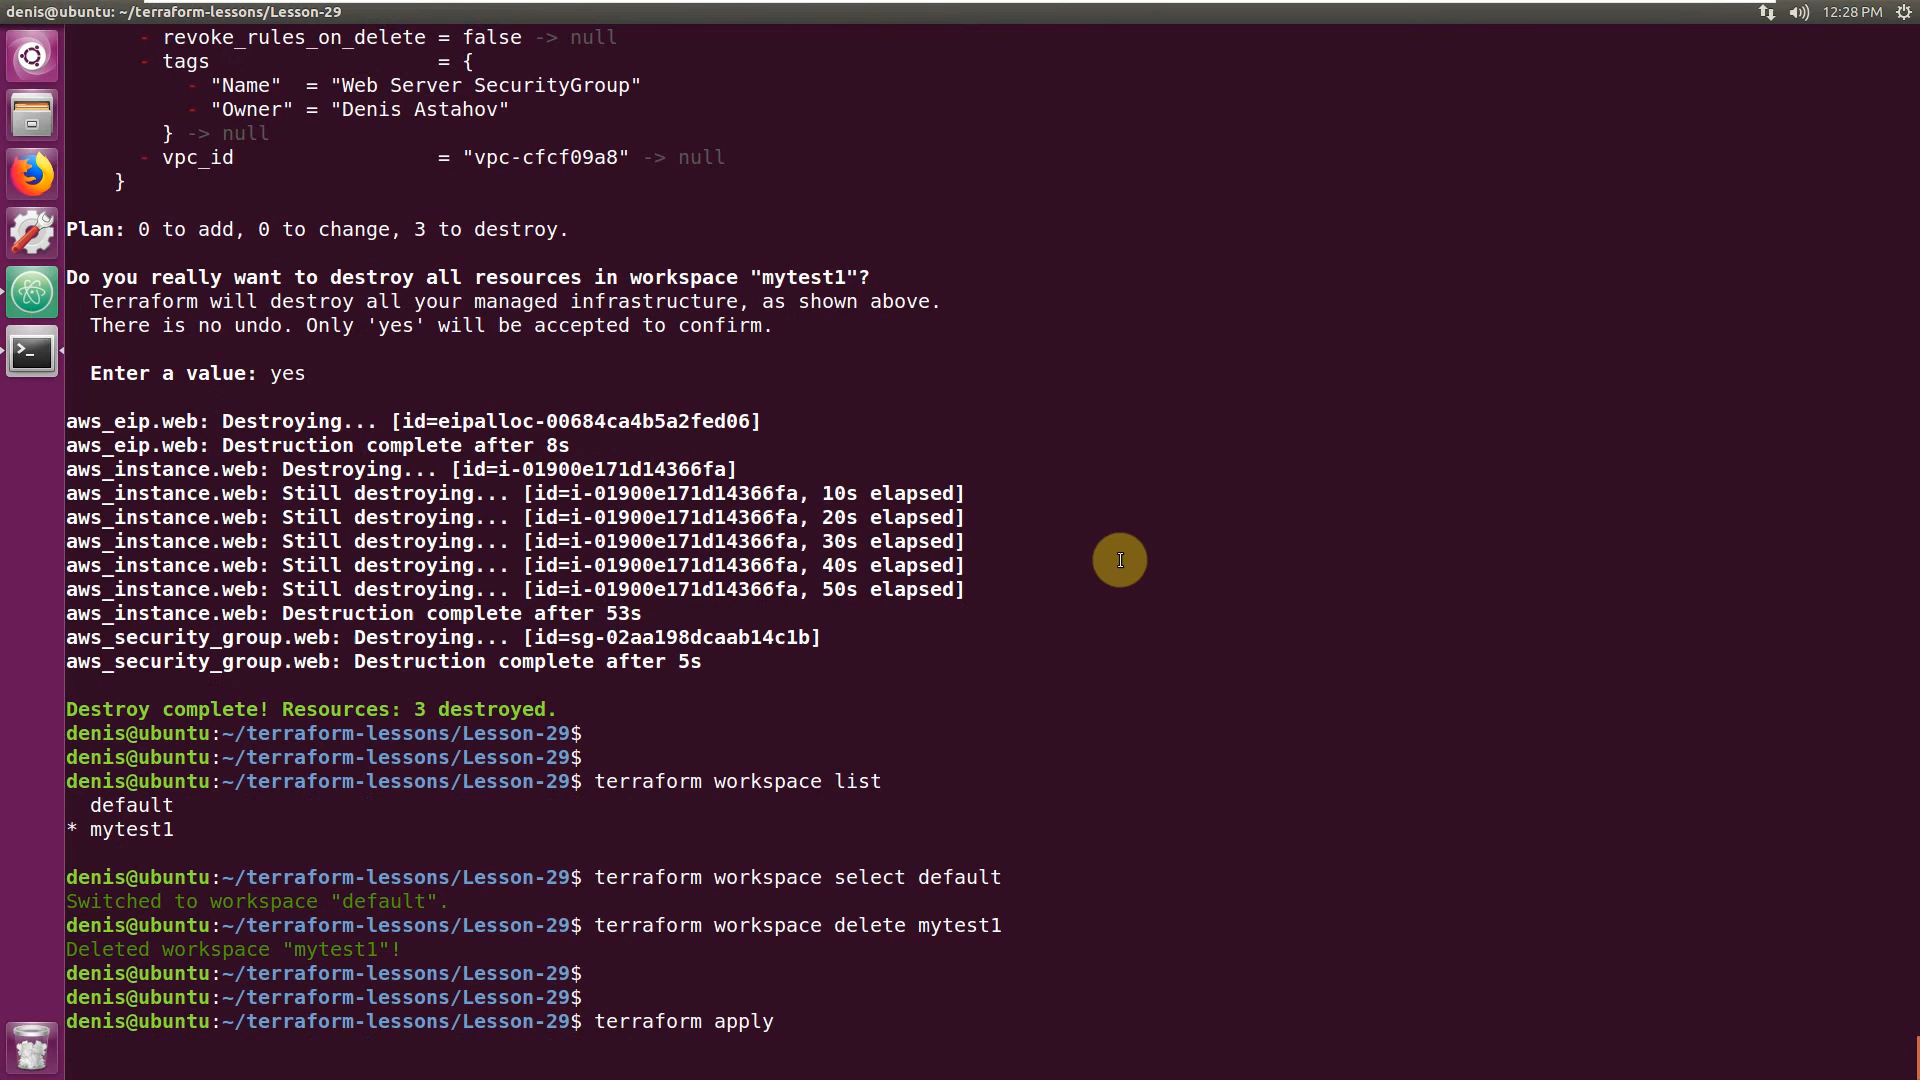 denis@ubuntu: ~/terraform-lessons/Lesson-29
12:28 PM
- revoke_rules_on_delete = false -> null
- tags                   = {
- "Name"  = "Web Server SecurityGroup"
- "Owner" = "Denis Astahov"
} -> null
- vpc_id                 = "vpc-cfcf09a8" -> null
}
Plan: 0 to add, 0 to change, 3 to destroy.
Do you really want to destroy all resources in workspace "mytest1"?
Terraform will destroy all your managed infrastructure, as shown above.
There is no undo. Only 'yes' will be accepted to confirm.
Enter a value: yes
aws_eip.web: Destroying... [id=eipalloc-00684ca4b5a2fed06]
aws_eip.web: Destruction complete after 8s
aws_instance.web: Destroying... [id=i-01900e171d14366fa]
aws_instance.web: Still destroying... [id=i-01900e171d14366fa, 10s elapsed]
aws_instance.web: Still destroying... [id=i-01900e171d14366fa, 20s elapsed]
aws_instance.web: Still destroying... [id=i-01900e171d14366fa, 30s elapsed]
aws_instance.web: Still destroying... [id=i-01900e171d14366fa, 40s elapsed]
aws_instance.web: Still destroying... [id=i-01900e171d14366fa, 50s elapsed]
aws_instance.web: Destruction complete after 53s
aws_security_group.web: Destroying... [id=sg-02aa198dcaab14c1b]
aws_security_group.web: Destruction complete after 5s
Destroy complete! Resources: 3 destroyed.
denis@ubuntu:~/terraform-lessons/Lesson-29$
denis@ubuntu:~/terraform-lessons/Lesson-29$
denis@ubuntu:~/terraform-lessons/Lesson-29$ terraform workspace list
default
* mytest1
denis@ubuntu:~/terraform-lessons/Lesson-29$ terraform workspace select default
Switched to workspace "default".
denis@ubuntu:~/terraform-lessons/Lesson-29$ terraform workspace delete mytest1
Deleted workspace "mytest1"!
denis@ubuntu:~/terraform-lessons/Lesson-29$
denis@ubuntu:~/terraform-lessons/Lesson-29$
denis@ubuntu:~/terraform-lessons/Lesson-29$ terraform apply